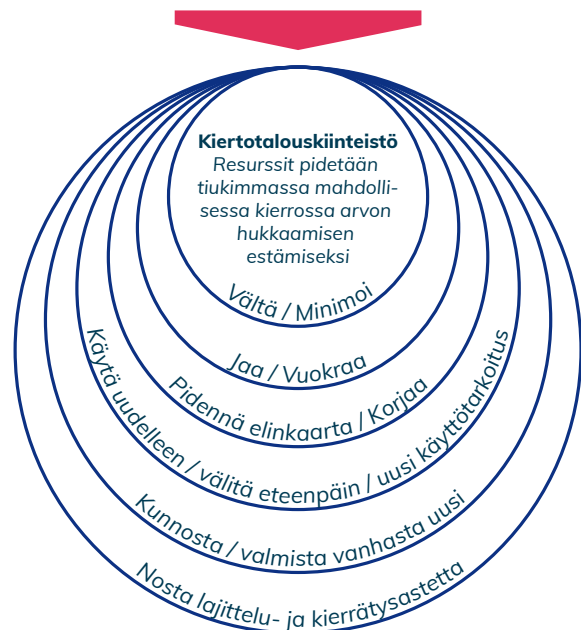 Kiertotalouskiinteistö
Resurssit pidetään
tiukimmassa mahdolli-
sessa kierrossa arvon
hukkaamisen
estämiseksi
Vältä / Minimoi
Jaa / Vuokraa
Pidennä elinkaarta / Korjaa
Käytä uudelleen / välitä eteenpäin / uusi käyttötarkoitus
Kunnosta / valmista vanhasta uusi
Nosta lajittelu- ja kierrätysastetta